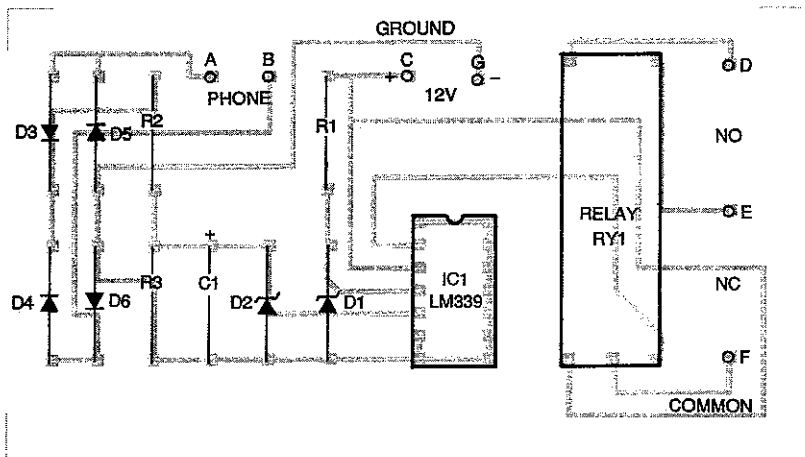 GROUND
A
B
+
C
G
−
D
PHONE
12V
D3
D5
R2
R1
NO
RELAY
RY1
E
+
IC1
LM339
NC
D4
D6
R3
C1
D2
D1
F
COMMON